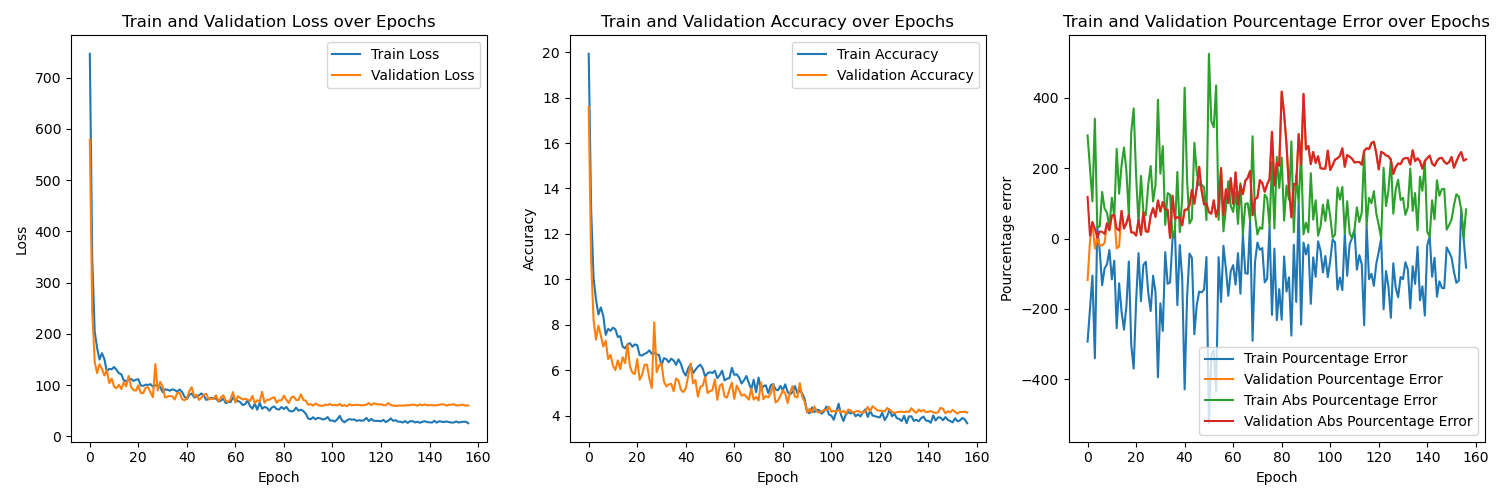 Train and Validation Loss over Epochs
Train Loss
Validation Loss
Loss
700
600
500
400
300
200
100
0
0 20 40 60 80 100 120 140 160
Epoch
Train and Validation Accuracy over Epochs
Train Accuracy
Validation Accuracy
Accuracy
20
18
16
14
12
10
8
6
4
0 20 40 60 80 100 120 140 160
Epoch
Train and Validation Pourcentage Error over Epochs
Pourcentage error
400
200
0
−200
−400
Train Pourcentage Error
Validation Pourcentage Error
Train Abs Pourcentage Error
Validation Abs Pourcentage Error
0 20 40 60 80 100 120 140 160
Epoch